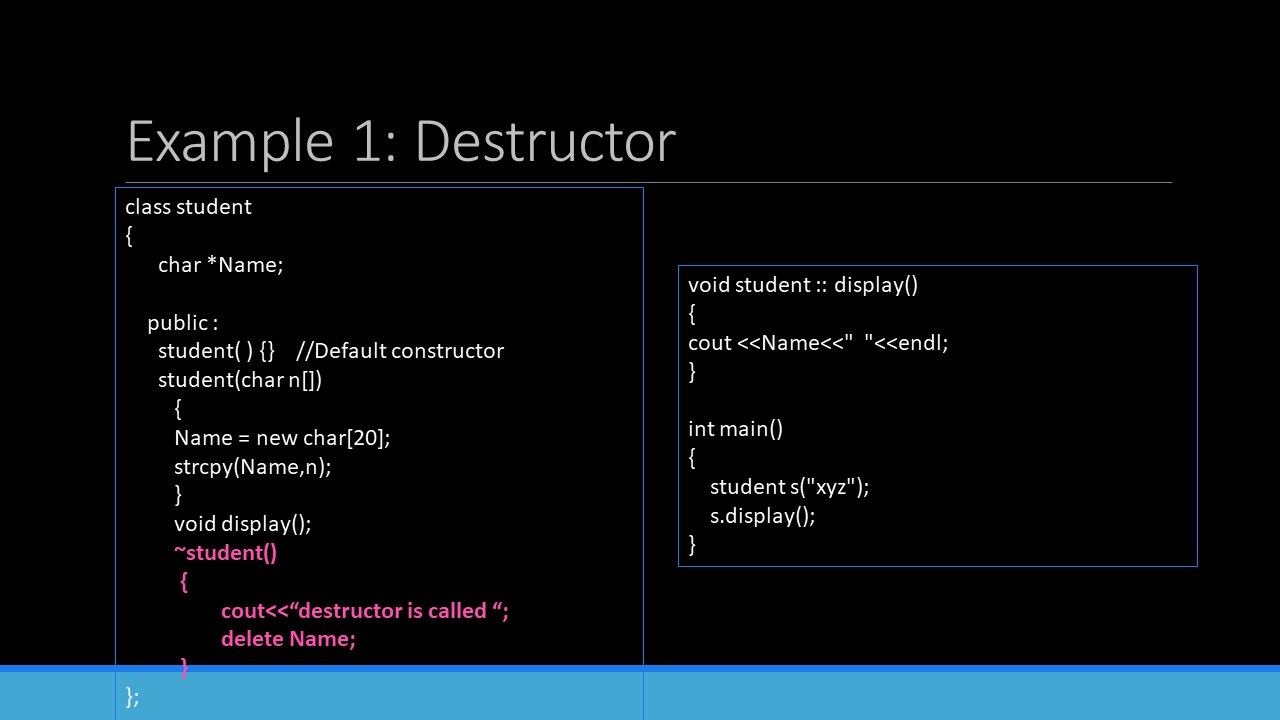 Example 1: Destructor
class student
{
char *Name;
public :
student( ) {} //Default constructor
student(char n[])
{
Name = new char[20];
strcpy(Name,n);
}
void display();
~student()
{
cout<<“destructor is called “;
delete Name;
}
};
void student :: display()
{
cout <<Name<<"  "<<endl;
}
int main()
{
student s("xyz");
s.display();
}